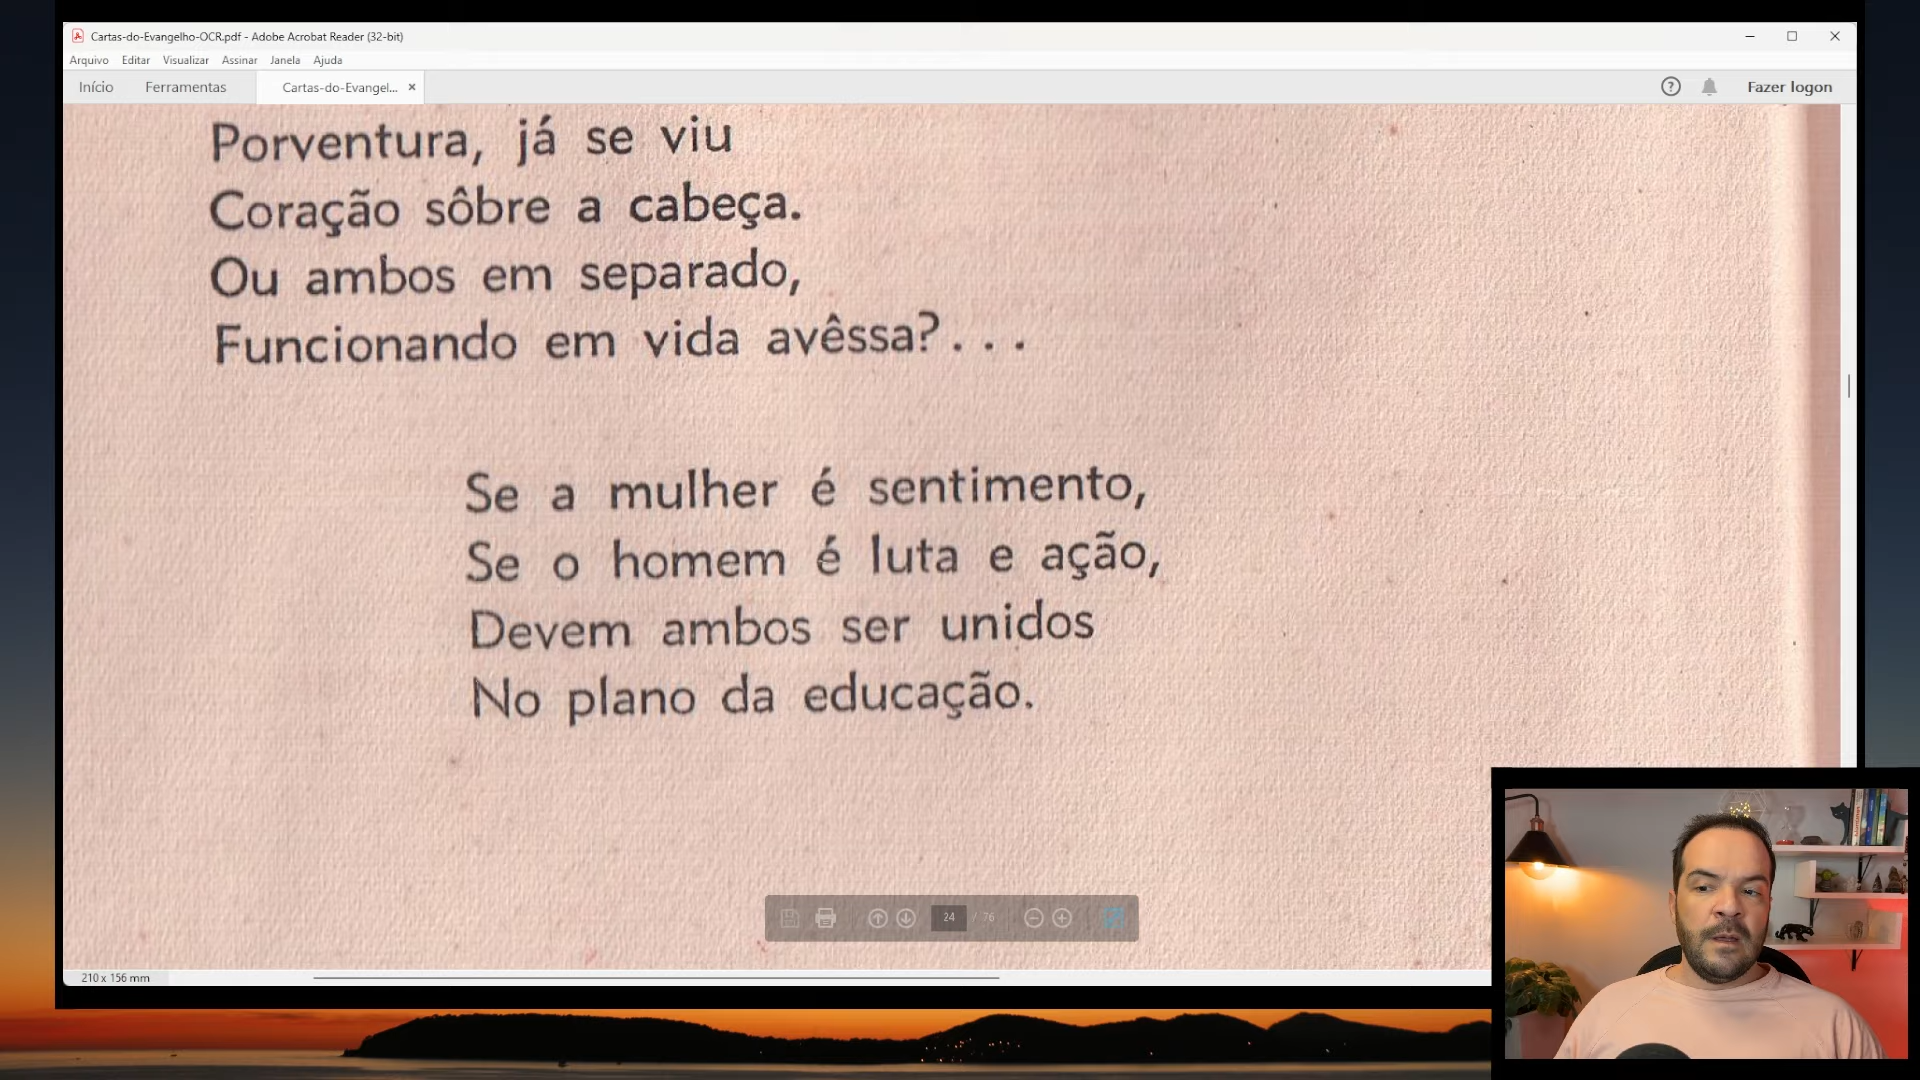 Cartas-do-Evangelho-OCR.pdf - Adobe Acrobat Reader (32-bit)
Arquivo Editar Visualizar Assinar Janela Ajuda
Início Ferramentas Cartas-do-Evangel... × Fazer logon
Porventura, já se viu
Coração sôbre a cabeça.
Ou ambos em separado,
Funcionando em vida avêssa?...
Se a mulher é sentimento,
Se o homem é luta e ação,
Devem ambos ser unidos
No plano da educação.
24 / 76
210 x 156 mm